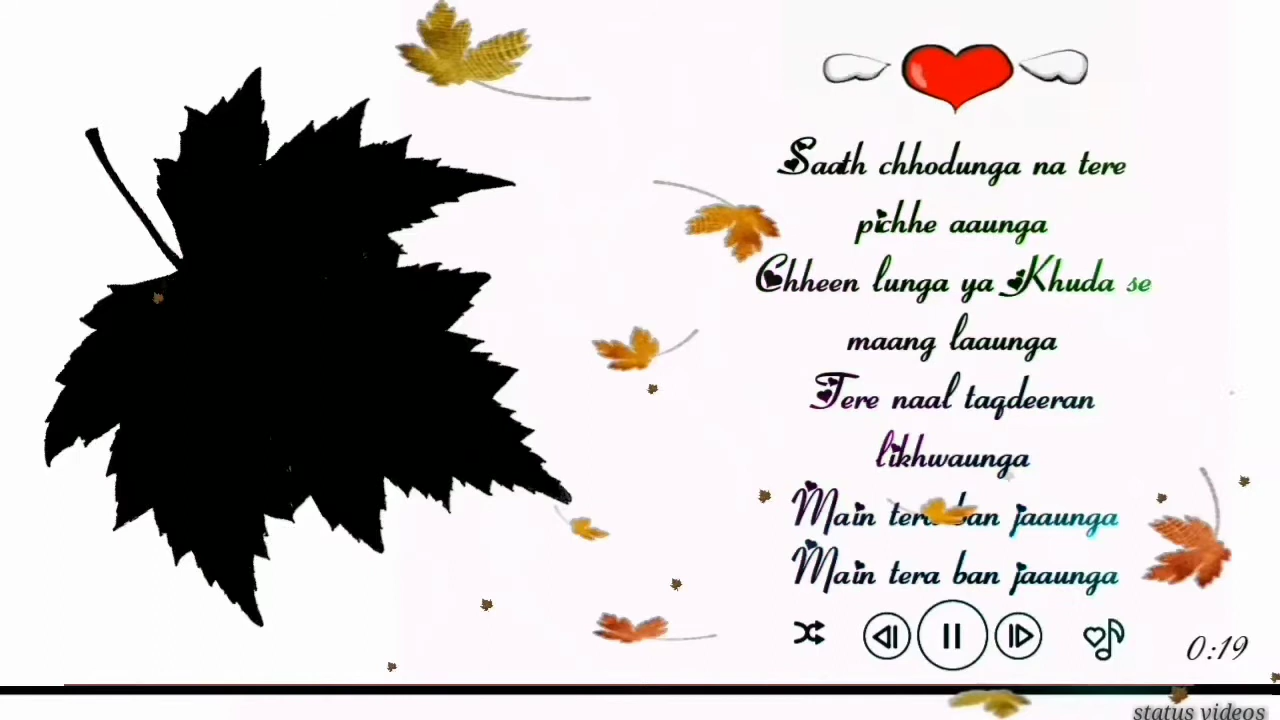 Saath chhodunga na tere
pichhe aaunga
Chheen lunga ya Khuda se
maang laaunga
Tere naal taqdeeran
likhwaunga
Main tera ban jaaunga
Main tera ban jaaunga
0:19
status videos